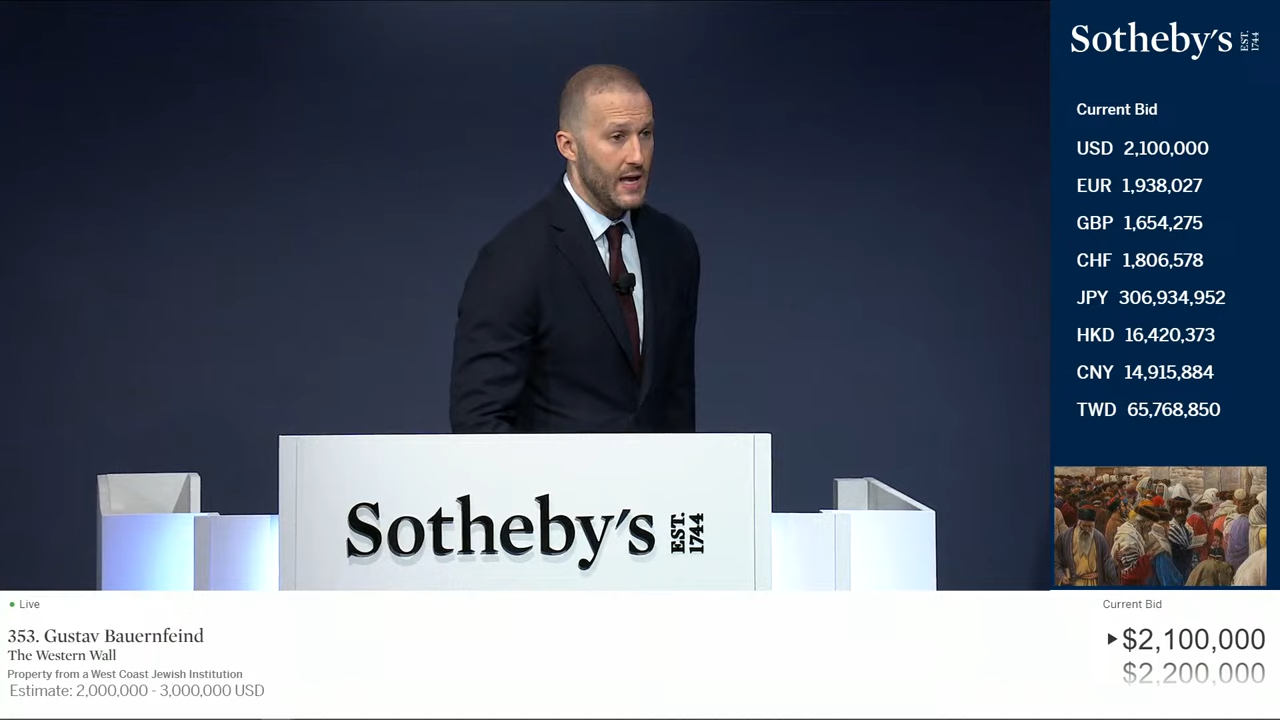 Sotheby's EST. 1744
Current Bid
USD 2,100,000
EUR 1,938,027
GBP 1,654,275
CHF 1,806,578
JPY 306,934,952
HKD 16,420,373
CNY 14,915,884
TWD 65,768,850
Sotheby's EST. 1744
Live
353. Gustav Bauernfeind
The Western Wall
Property from a West Coast Jewish Institution
Estimate: 2,000,000 - 3,000,000 USD
Current Bid
$2,100,000
$2,200,000